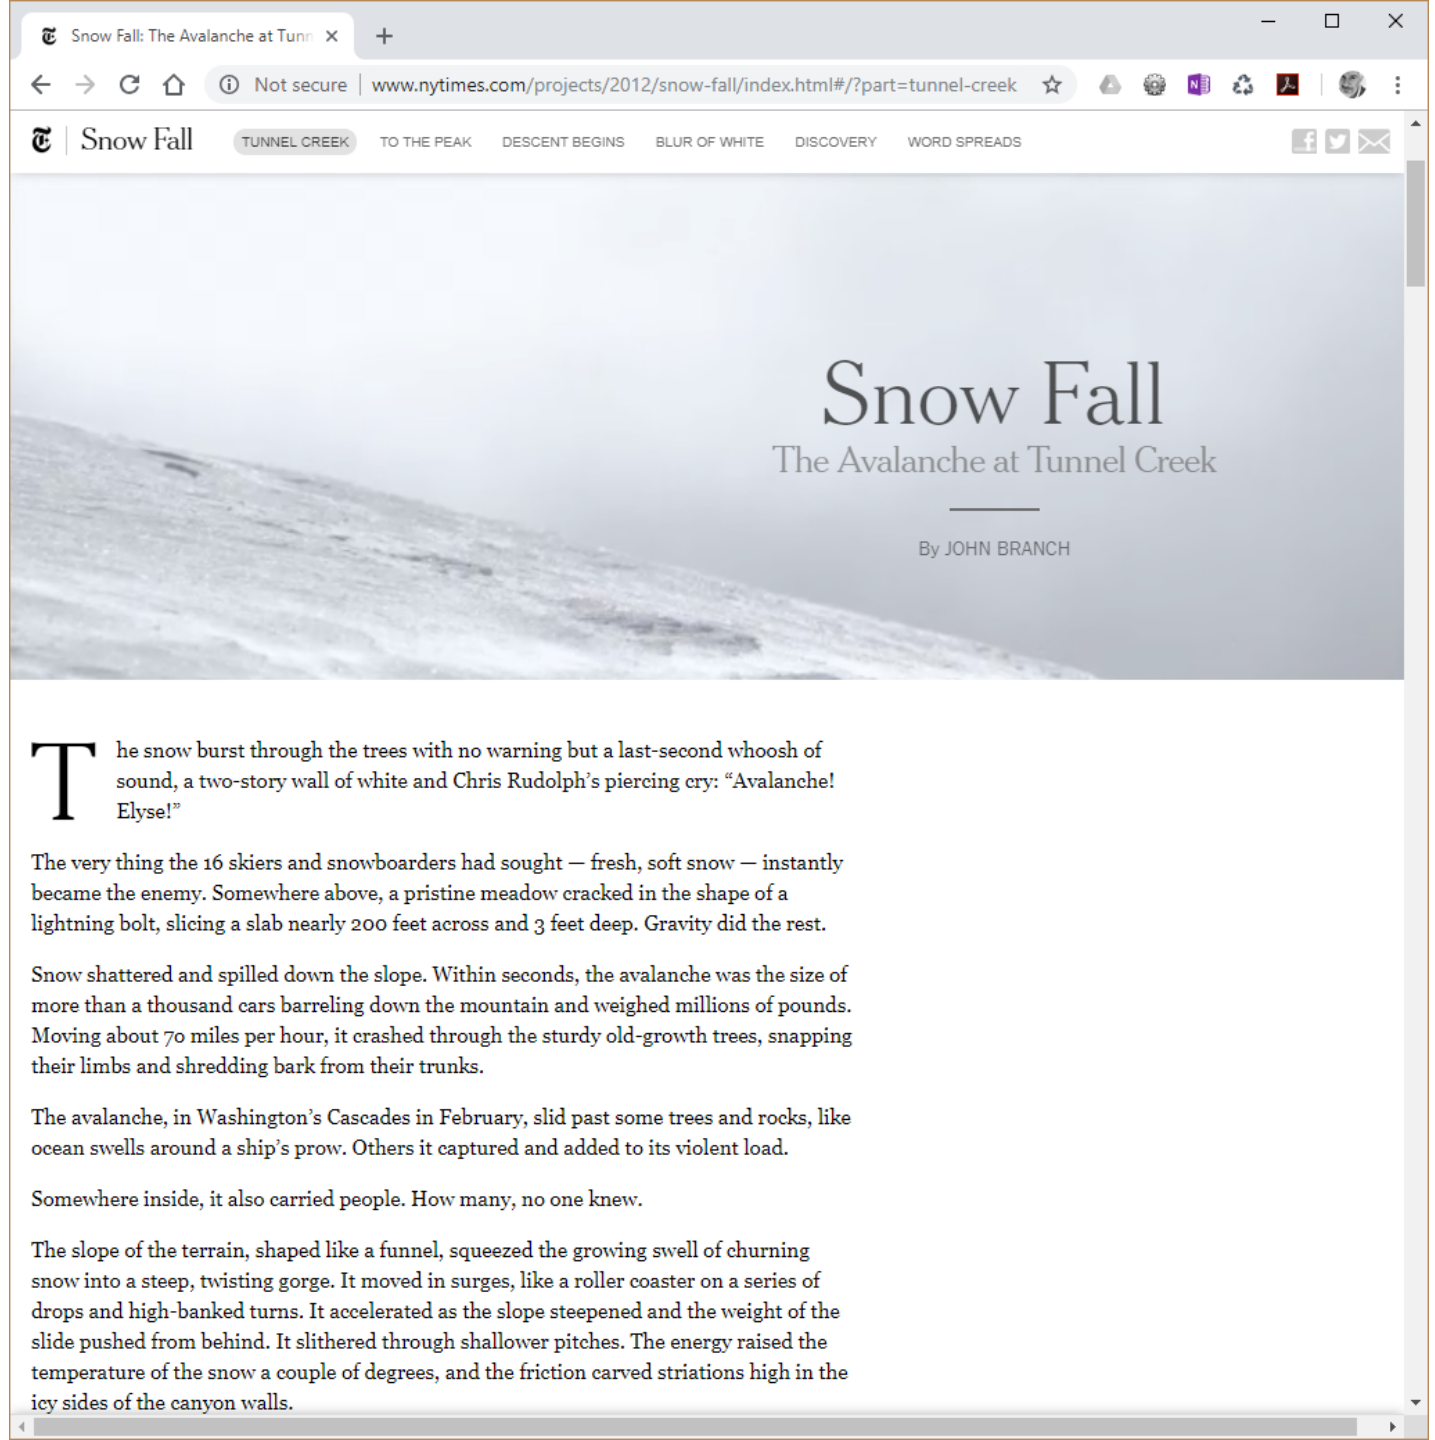 Snow Fall: The Avalanche at Tunn
Not secure
www.nytimes.com/projects/2012/snow-fall/index.html#/?part=tunnel-creek
Snow Fall TUNNEL CREEK TO THE PEAK DESCENT BEGINS BLUR OF WHITE DISCOVERY WORD SPREADS
Snow Fall
The Avalanche at Tunnel Creek
By JOHN BRANCH
The snow burst through the trees with no warning but a last-second whoosh of
sound, a two-story wall of white and Chris Rudolph’s piercing cry: “Avalanche!
Elyse!”
The very thing the 16 skiers and snowboarders had sought — fresh, soft snow — instantly
became the enemy. Somewhere above, a pristine meadow cracked in the shape of a
lightning bolt, slicing a slab nearly 200 feet across and 3 feet deep. Gravity did the rest.
Snow shattered and spilled down the slope. Within seconds, the avalanche was the size of
more than a thousand cars barreling down the mountain and weighed millions of pounds.
Moving about 70 miles per hour, it crashed through the sturdy old-growth trees, snapping
their limbs and shredding bark from their trunks.
The avalanche, in Washington’s Cascades in February, slid past some trees and rocks, like
ocean swells around a ship’s prow. Others it captured and added to its violent load.
Somewhere inside, it also carried people. How many, no one knew.
The slope of the terrain, shaped like a funnel, squeezed the growing swell of churning
snow into a steep, twisting gorge. It moved in surges, like a roller coaster on a series of
drops and high-banked turns. It accelerated as the slope steepened and the weight of the
slide pushed from behind. It slithered through shallower pitches. The energy raised the
temperature of the snow a couple of degrees, and the friction carved striations high in the
icy sides of the canyon walls.